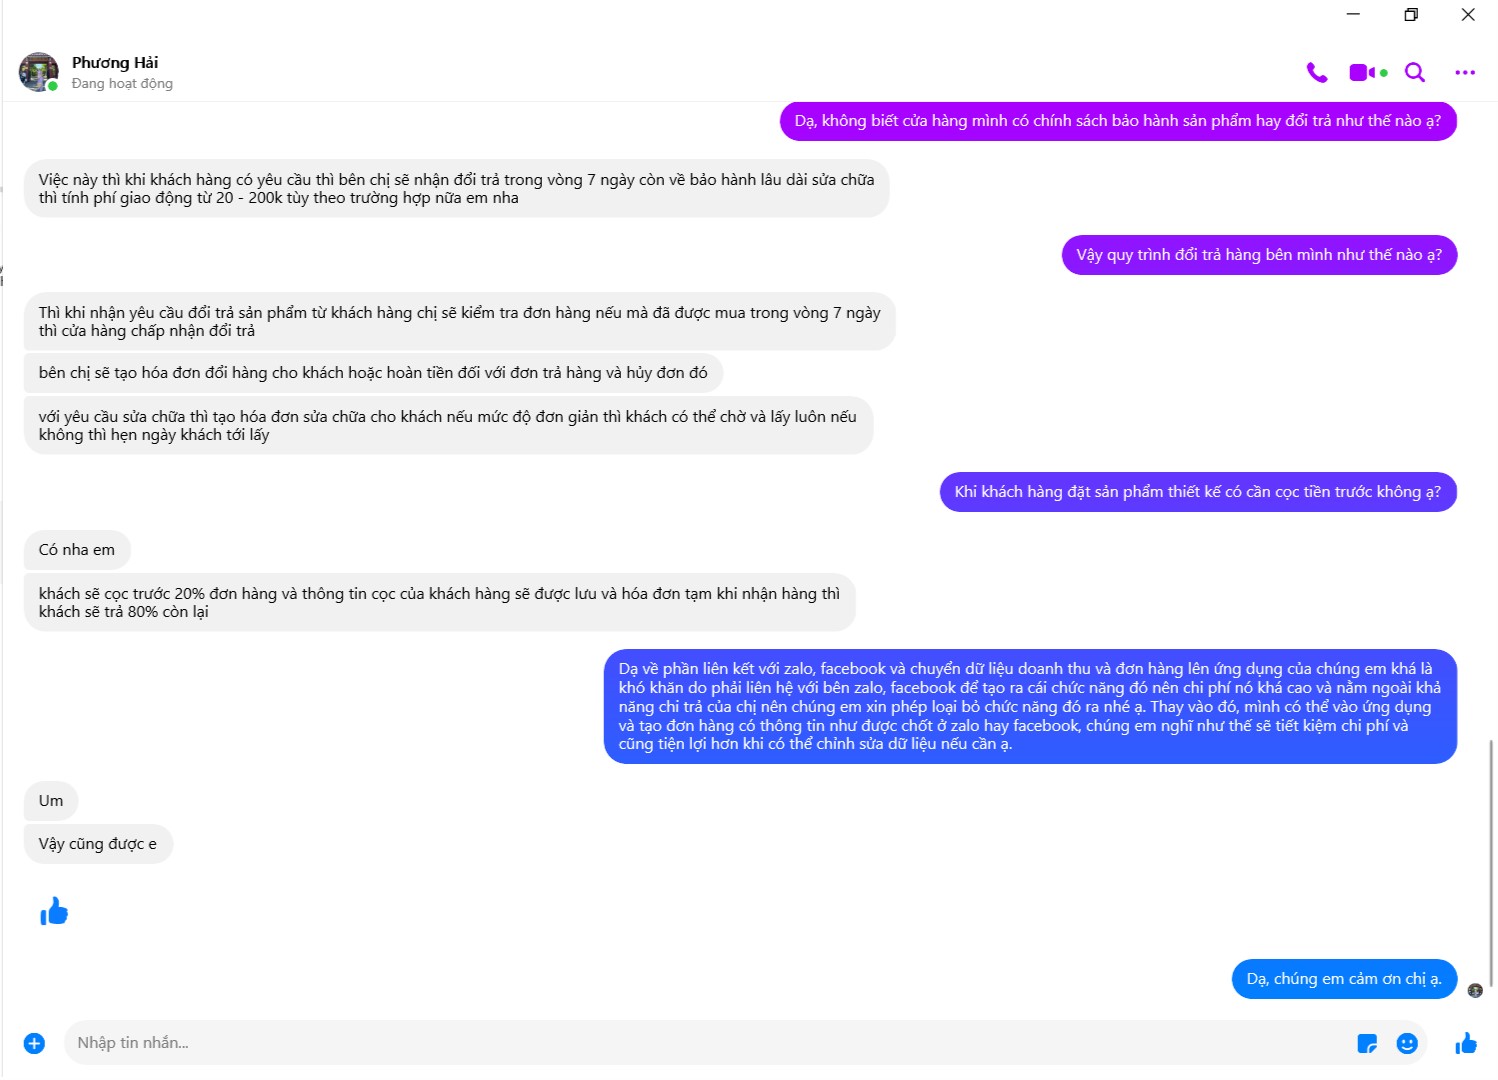 Phương Hải
Đang hoạt động
Dạ, không biết cửa hàng mình có chính sách bảo hành sản phẩm hay đổi trả như thế nào ạ?
Việc này thì khi khách hàng có yêu cầu thì bên chị sẽ nhận đổi trả trong vòng 7 ngày còn về bảo hành lâu dài sửa chữa
thì tính phí giao động từ 20 - 200k tùy theo trường hợp nữa em nha
Vậy quy trình đổi trả hàng bên mình như thế nào ạ?
Thì khi nhận yêu cầu đổi trả sản phẩm từ khách hàng chị sẽ kiểm tra đơn hàng nếu mà đã được mua trong vòng 7 ngày
thì cửa hàng chấp nhận đổi trả
bên chị sẽ tạo hóa đơn đổi hàng cho khách hoặc hoàn tiền đối với đơn trả hàng và hủy đơn đó
với yêu cầu sửa chữa thì tạo hóa đơn sửa chữa cho khách nếu mức độ đơn giản thì khách có thể chờ và lấy luôn nếu
không thì hẹn ngày khách tới lấy
Khi khách hàng đặt sản phẩm thiết kế có cần cọc tiền trước không ạ?
Có nha em
khách sẽ cọc trước 20% đơn hàng và thông tin cọc của khách hàng sẽ được lưu và hóa đơn tạm khi nhận hàng thì
khách sẽ trả 80% còn lại
Dạ về phần liên kết với zalo, facebook và chuyển dữ liệu doanh thu và đơn hàng lên ứng dụng của chúng em khá là
khó khăn do phải liên hệ với bên zalo, facebook để tạo ra cái chức năng đó nên chi phí nó khá cao và nằm ngoài khả
năng chi trả của chị nên chúng em xin phép loại bỏ chức năng đó ra nhé ạ. Thay vào đó, mình có thể vào ứng dụng
và tạo đơn hàng có thông tin như được chốt ở zalo hay facebook, chúng em nghĩ như thế sẽ tiết kiệm chi phí và
cũng tiện lợi hơn khi có thể chỉnh sửa dữ liệu nếu cần ạ.
Um
Vậy cũng được e
Dạ, chúng em cảm ơn chị ạ.
Nhập tin nhắn...